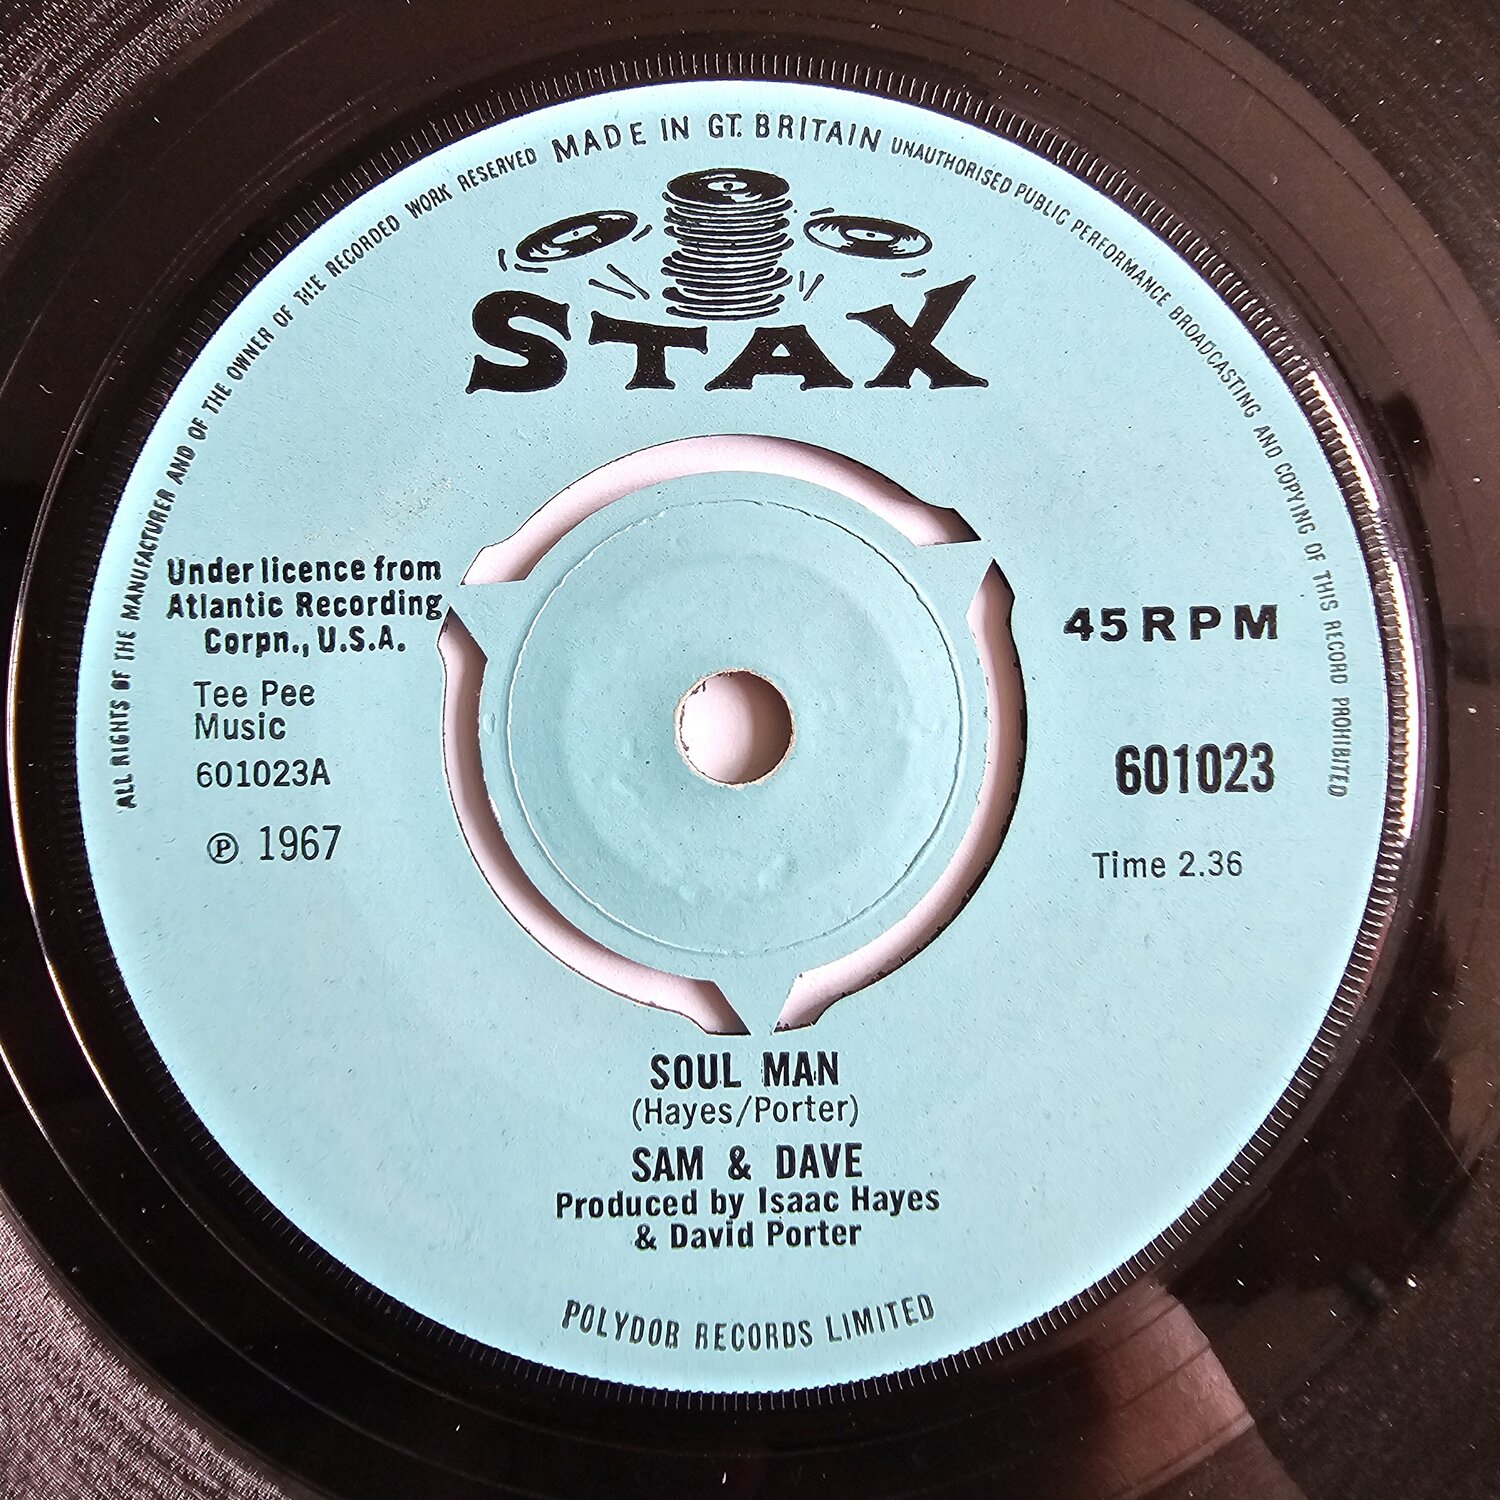 ALL RIGHTS OF THE MANUFACTURER AND OF THE OWNER OF THE RECORDED WORK RESERVED MADE IN GT. BRITAIN UNAUTHORISED PUBLIC PERFORMANCE BROADCASTING AND COPYING OF THIS RECORD PROHIBITED
STAX
Under licence from
Atlantic Recording
Corpn., U.S.A.
Tee Pee
Music
601023A
℗ 1967
45 RPM
601023
Time 2.36
SOUL MAN
(Hayes/Porter)
SAM & DAVE
Produced by Isaac Hayes
& David Porter
POLYDOR RECORDS LIMITED